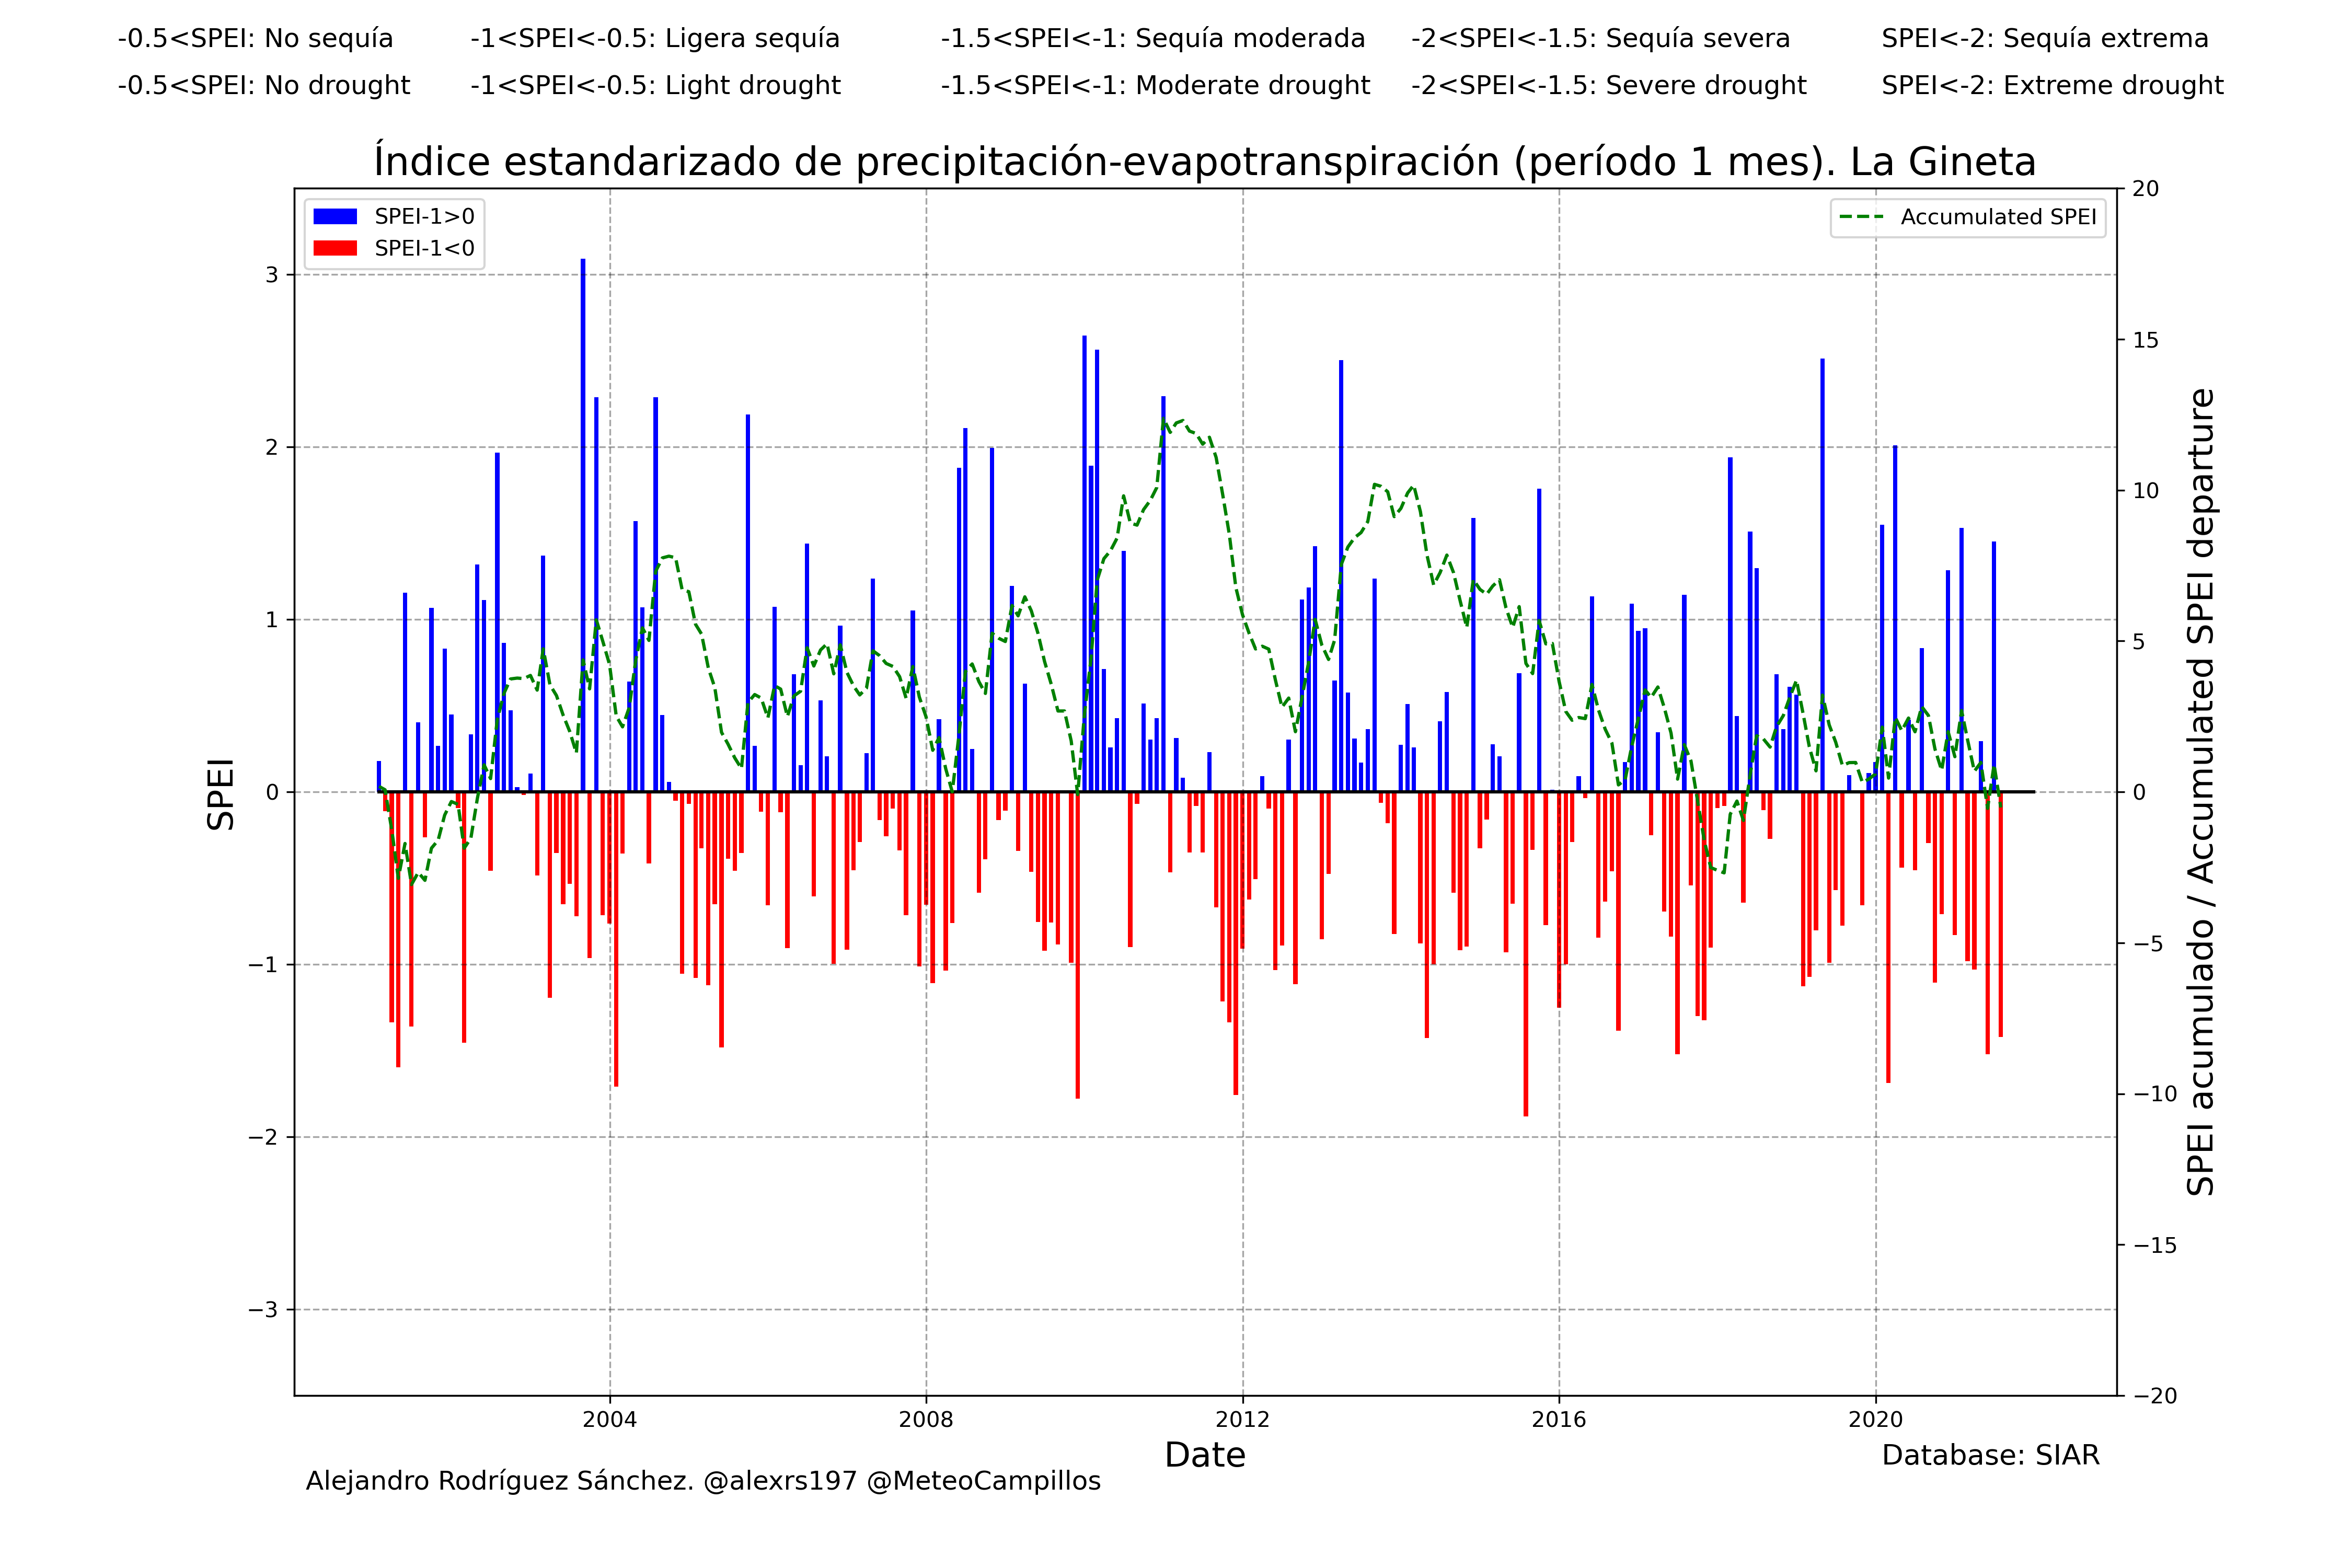 -0.5<SPEI: No sequía -1<SPEI<-0.5: Ligera sequía -1.5<SPEI<-1: Sequía moderada -2<SPEI<-1.5: Sequía severa SPEI<-2: Sequía extrema
-0.5<SPEI: No drought -1<SPEI<-0.5: Light drought -1.5<SPEI<-1: Moderate drought -2<SPEI<-1.5: Severe drought SPEI<-2: Extreme drought
Índice estandarizado de precipitación-evapotranspiración (período 1 mes). La Gineta
SPEI-1>0
SPEI-1<0
Accumulated SPEI
SPEI
3
2
1
0
−1
−2
−3
20
15
10
5
0
−5
−10
−15
−20
SPEI acumulado / Accumulated SPEI departure
2004 2008 2012 2016 2020
Date
Database: SIAR
Alejandro Rodríguez Sánchez. @alexrs197 @MeteoCampillos